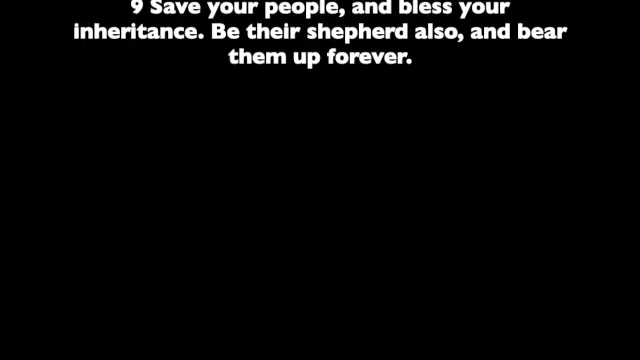 9 Save your people, and bless your
inheritance. Be their shepherd also, and bear
them up forever.